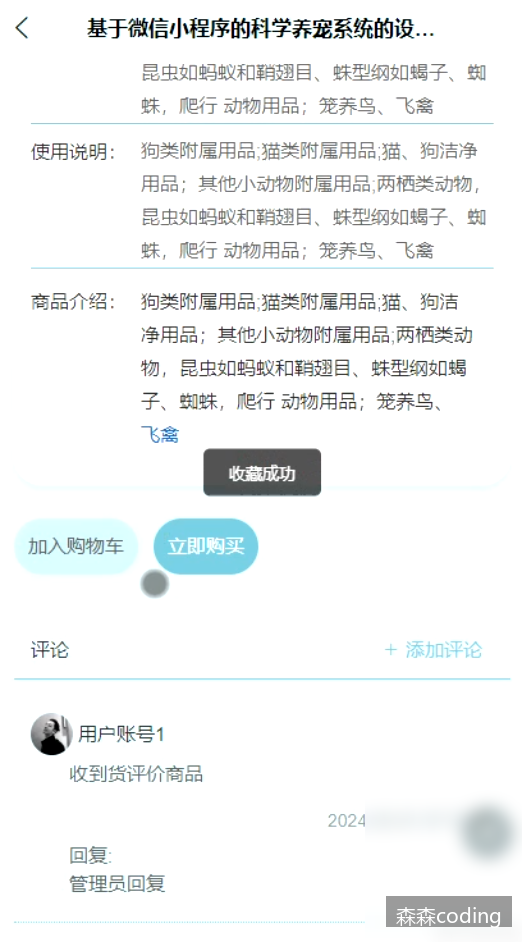 基于微信小程序的科学养宠系统的设...
昆虫如蚂蚁和鞘翅目、蛛型纲如蝎子、蜘
蛛，爬行 动物用品；笼养鸟、飞禽
使用说明： 狗类附属用品;猫类附属用品;猫、狗洁净
用品；其他小动物附属用品;两栖类动物，
昆虫如蚂蚁和鞘翅目、蛛型纲如蝎子、蜘
蛛，爬行 动物用品；笼养鸟、飞禽
商品介绍： 狗类附属用品;猫类附属用品;猫、狗洁
净用品；其他小动物附属用品;两栖类动
物，昆虫如蚂蚁和鞘翅目、蛛型纲如蝎
子、蜘蛛，爬行 动物用品；笼养鸟、
飞禽
收藏成功
加入购物车 立即购买
评论 + 添加评论
用户账号1
收到货评价商品
2024
回复:
管理员回复
森森coding